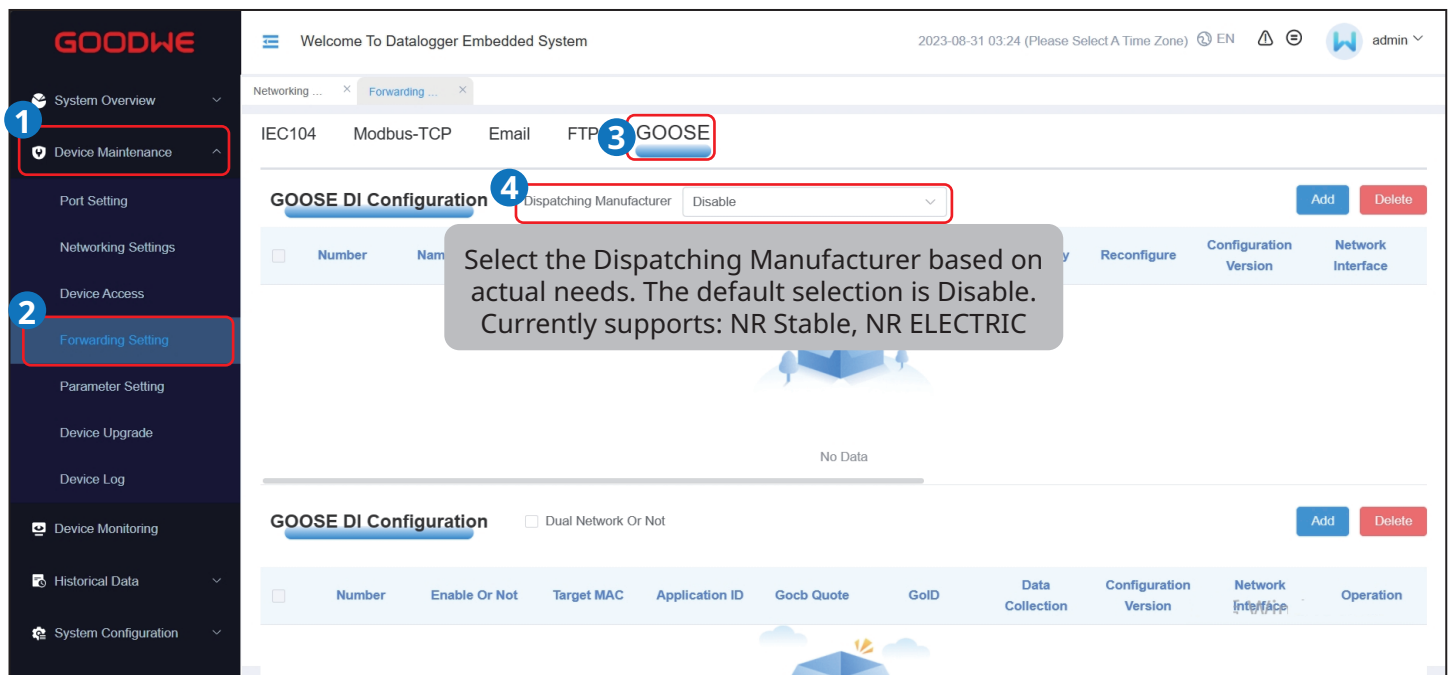 GOODWE
Welcome To Datalogger Embedded System
2023-08-31 03:24 (Please Select A Time Zone)
EN
admin
System Overview
Networking ... ×
Forwarding ... ×
1
Device Maintenance
IEC104
Modbus-TCP
Email
FTP
3
GOOSE
Port Setting
GOOSE DI Configuration
4
Dispatching Manufacturer
Disable
Add
Delete
Networking Settings
Number
Reconfigure
Configuration Version
Network Interface
Select the Dispatching Manufacturer based on
actual needs. The default selection is Disable.
Currently supports: NR Stable, NR ELECTRIC
Device Access
2
Forwarding Setting
Parameter Setting
Device Upgrade
No Data
Device Log
GOOSE DI Configuration
Dual Network Or Not
Add
Delete
Device Monitoring
Historical Data
Number
Enable Or Not
Target MAC
Application ID
Gocb Quote
GoID
Data Collection
Configuration Version
Network Interface
Operation
System Configuration